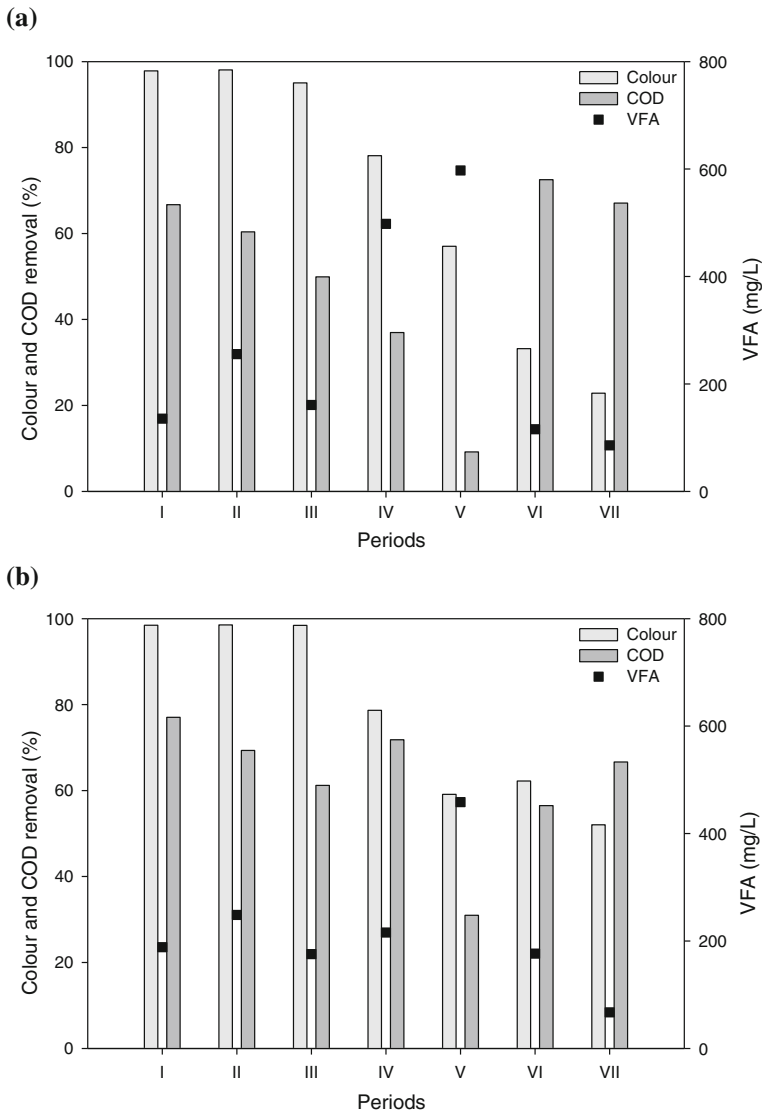 (a)
100
80
60
40
20
0
Colour and COD removal (%)
800
600
400
200
0
VFA (mg/L)
Colour
COD
VFA
I II III IV V VI VII
Periods
(b)
100
80
60
40
20
0
Colour and COD removal (%)
800
600
400
200
0
VFA (mg/L)
Colour
COD
VFA
I II III IV V VI VII
Periods